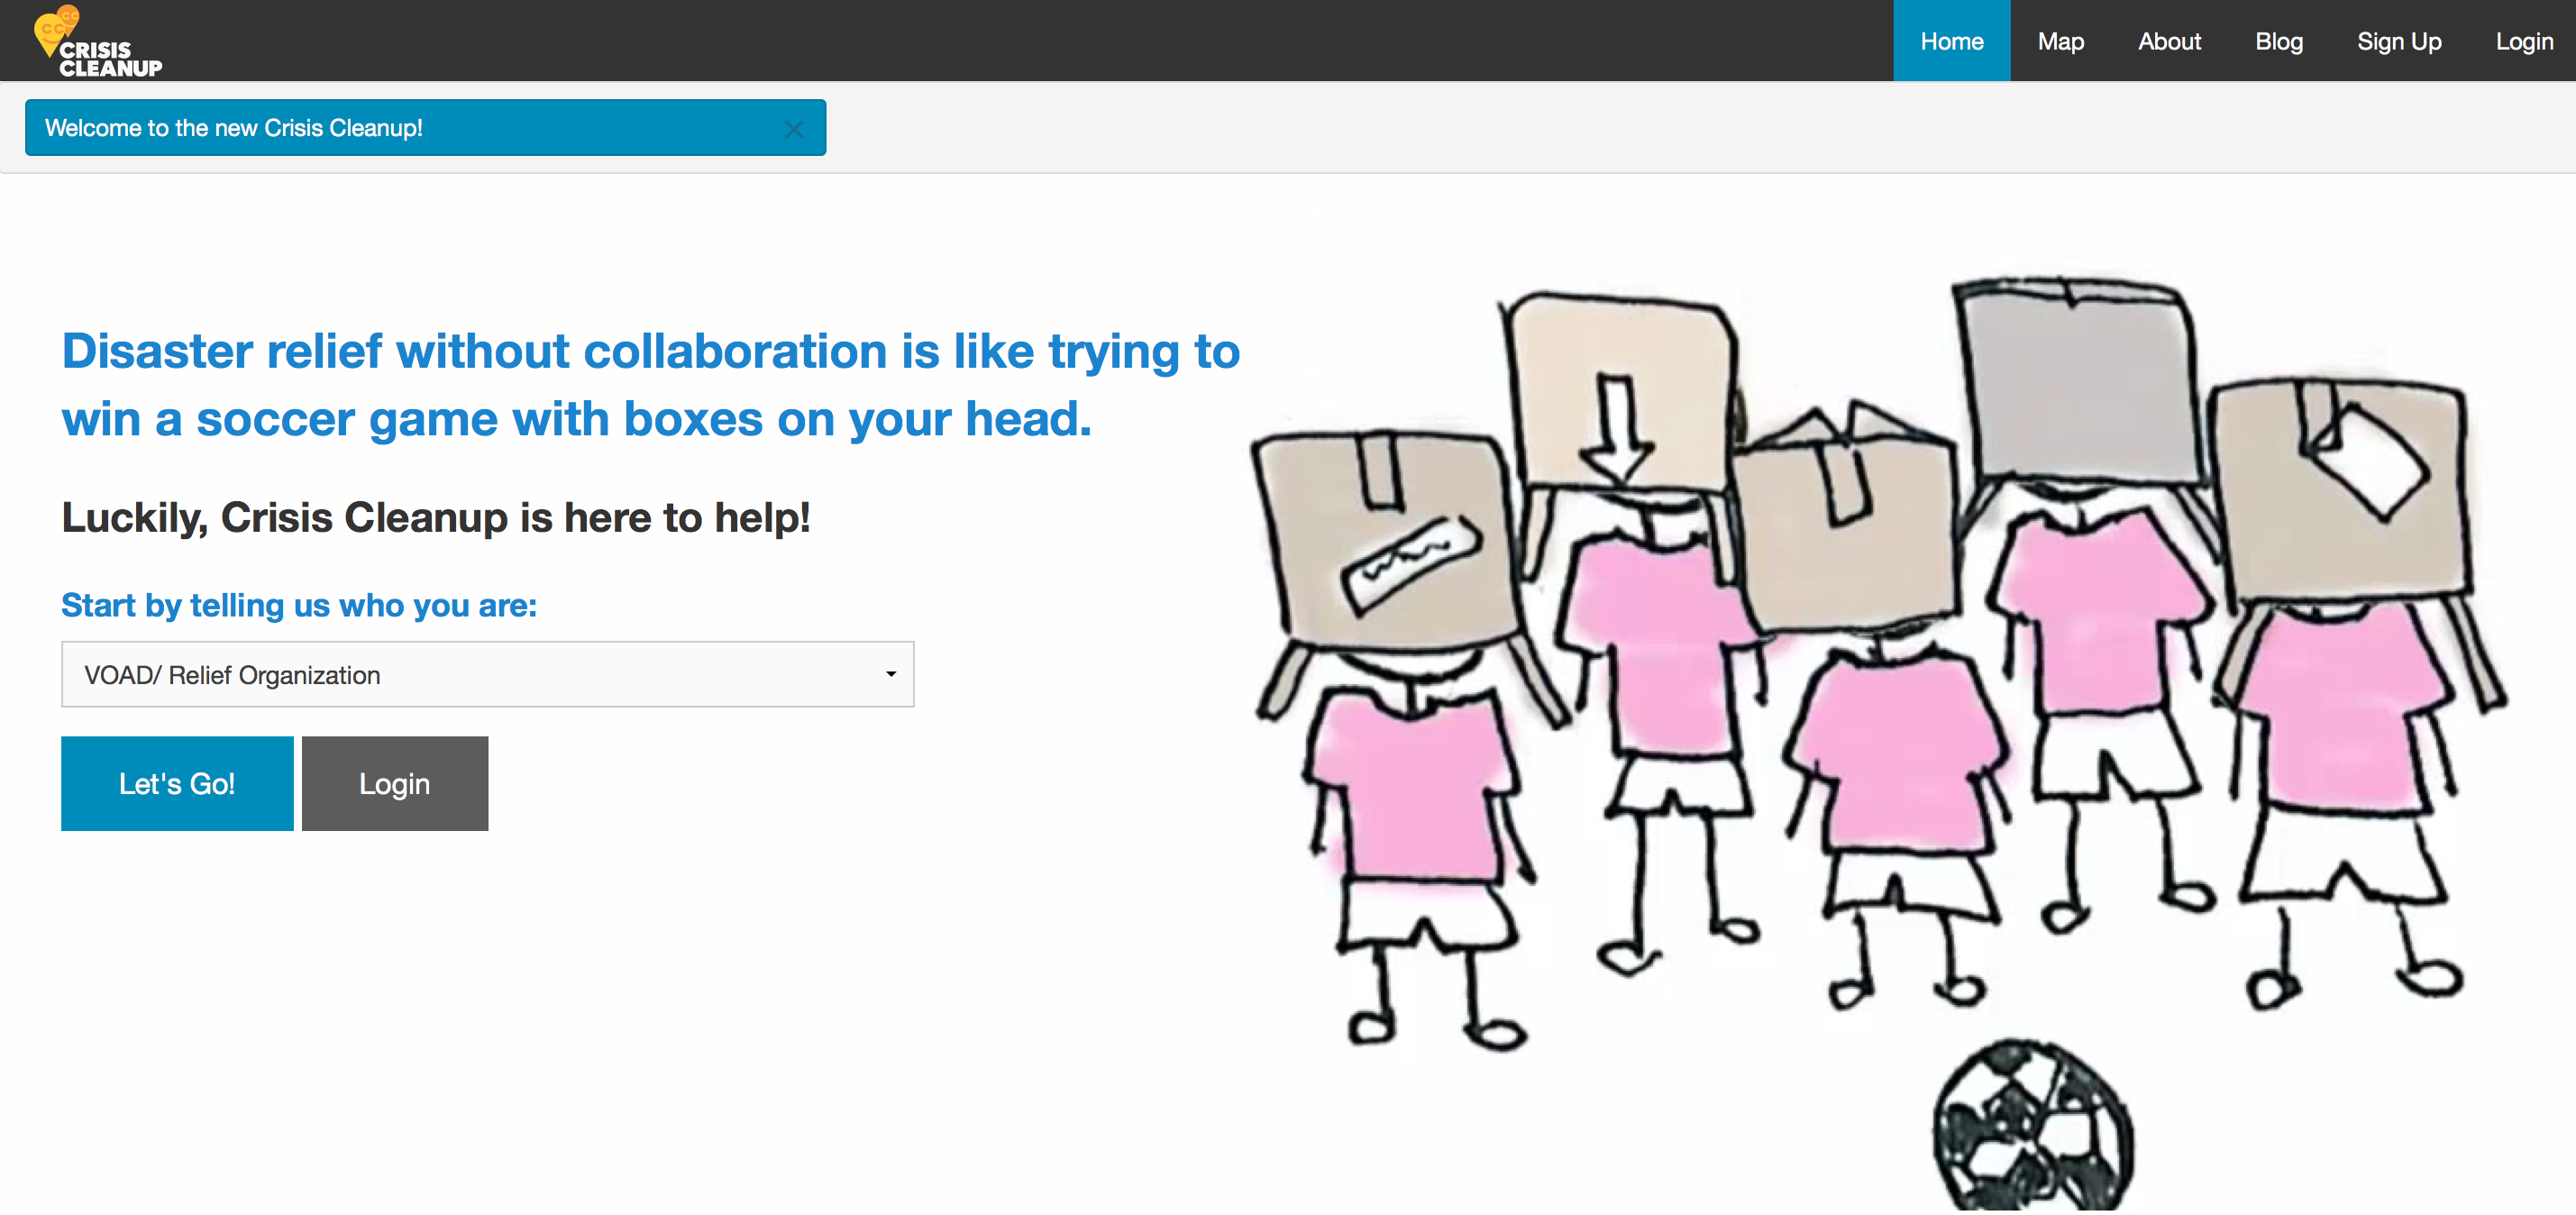 CC
CC
CRISIS
CLEANUP
Home
Map
About
Blog
Sign Up
Login
Welcome to the new Crisis Cleanup!
Disaster relief without collaboration is like trying to
win a soccer game with boxes on your head.
Luckily, Crisis Cleanup is here to help!
Start by telling us who you are:
VOAD/ Relief Organization
Let's Go!
Login